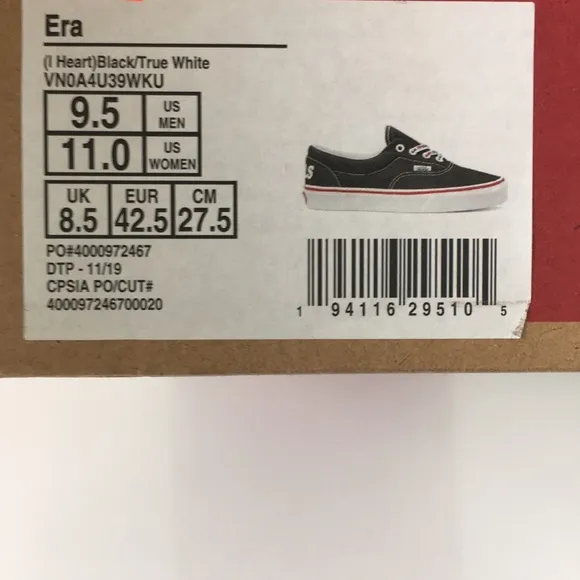 Era
(I Heart)Black/True White
VN0A4U39WKU
9.5 US MEN
11.0 US WOMEN
UK 8.5 EUR 42.5 CM 27.5
PO#4000972467
DTP - 11/19
CPSIA PO/CUT#
400097246700020
1 94116 29510 5